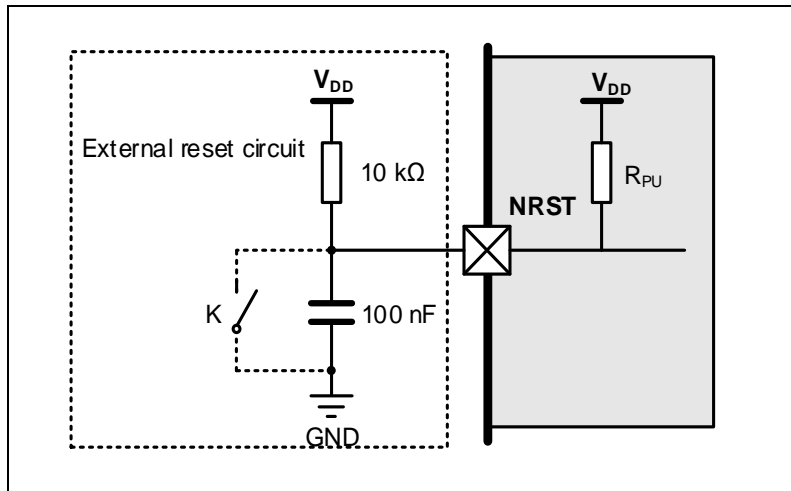 V_DD
External reset circuit
10 kΩ
K
100 nF
GND
NRST
V_DD
R_PU